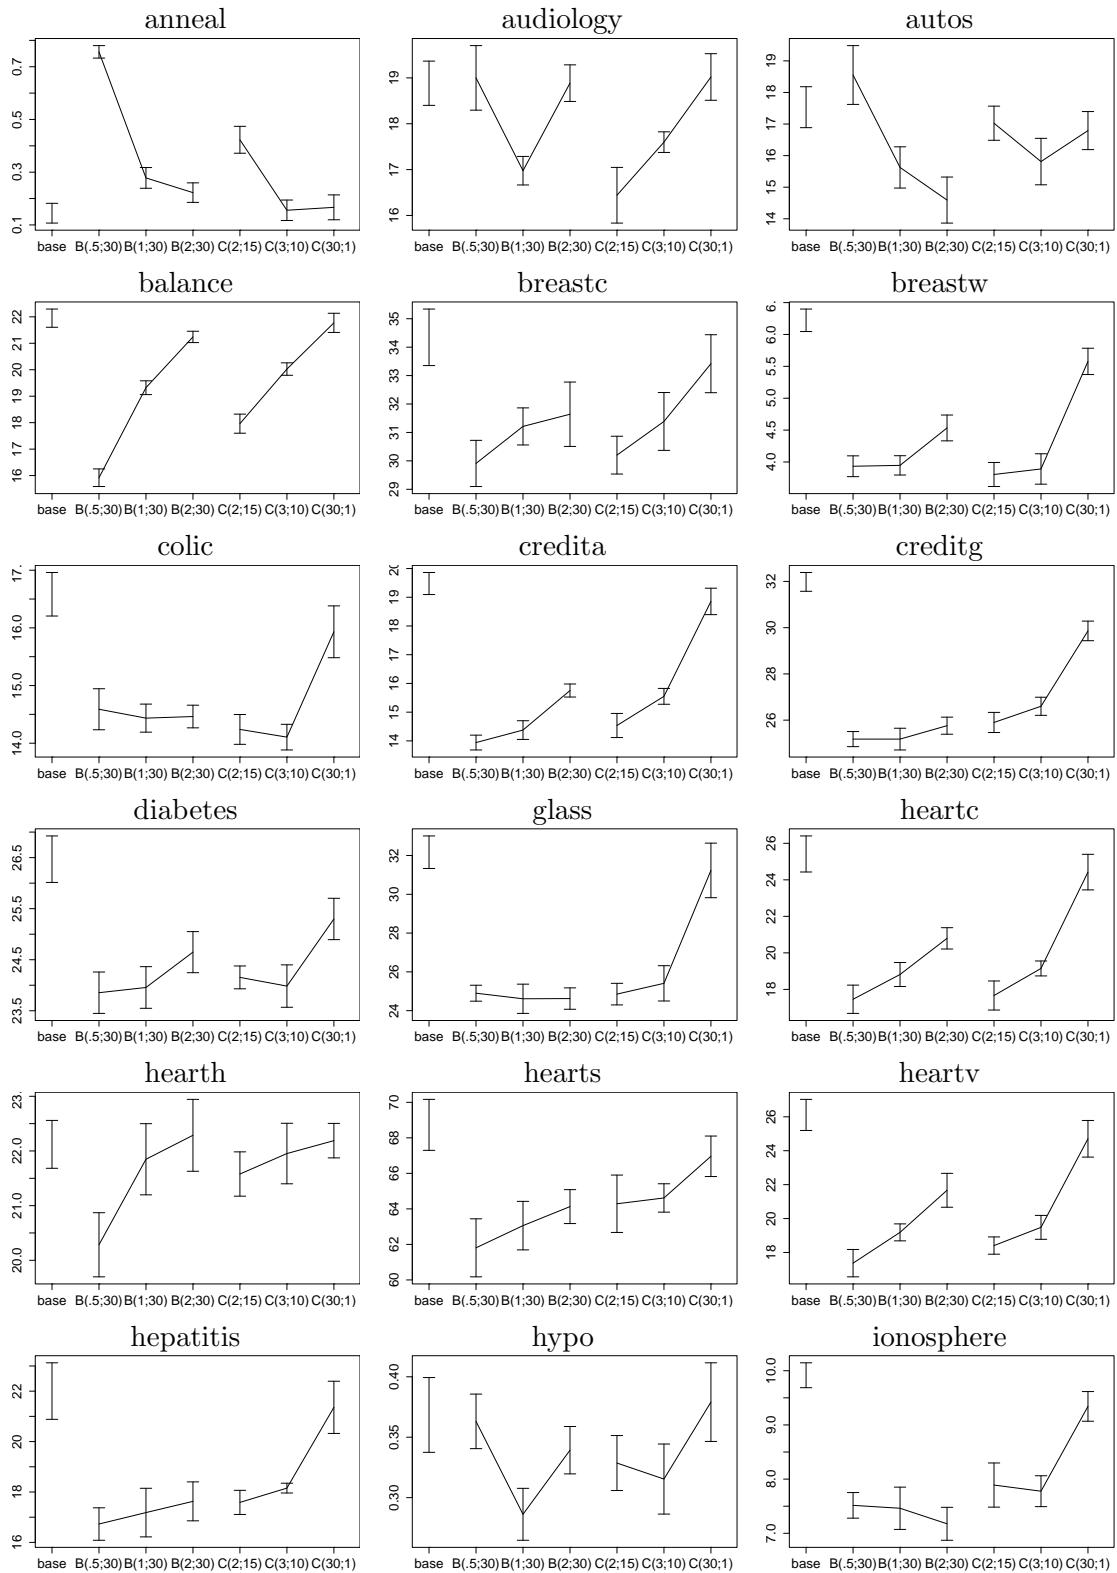 anneal audiology autos
0.7 0.5 0.3 0.1 19 18 17 16 19 18 17 16 15 14
base B(.5;30) B(1;30) B(2;30) C(2;15) C(3;10) C(30;1) base B(.5;30) B(1;30) B(2;30) C(2;15) C(3;10) C(30;1) base B(.5;30) B(1;30) B(2;30) C(2;15) C(3;10) C(30;1)
balance breastc breastw
22 21 20 19 18 17 16 35 34 33 32 31 30 29 6. 6.0 5.5 5.0 4.5 4.0
base B(.5;30) B(1;30) B(2;30) C(2;15) C(3;10) C(30;1) base B(.5;30) B(1;30) B(2;30) C(2;15) C(3;10) C(30;1) base B(.5;30) B(1;30) B(2;30) C(2;15) C(3;10) C(30;1)
colic credita creditg
17. 16.0 15.0 14.0 20 19 18 17 16 15 14 32 30 28 26
base B(.5;30) B(1;30) B(2;30) C(2;15) C(3;10) C(30;1) base B(.5;30) B(1;30) B(2;30) C(2;15) C(3;10) C(30;1) base B(.5;30) B(1;30) B(2;30) C(2;15) C(3;10) C(30;1)
diabetes glass heartc
26.5 25.5 24.5 23.5 32 30 28 26 24 26 24 22 20 18
base B(.5;30) B(1;30) B(2;30) C(2;15) C(3;10) C(30;1) base B(.5;30) B(1;30) B(2;30) C(2;15) C(3;10) C(30;1) base B(.5;30) B(1;30) B(2;30) C(2;15) C(3;10) C(30;1)
hearth hearts heartv
23. 22.0 21.0 20.0 70 68 66 64 62 60 26 24 22 20 18
base B(.5;30) B(1;30) B(2;30) C(2;15) C(3;10) C(30;1) base B(.5;30) B(1;30) B(2;30) C(2;15) C(3;10) C(30;1) base B(.5;30) B(1;30) B(2;30) C(2;15) C(3;10) C(30;1)
hepatitis hypo ionosphere
22 20 18 16 0.40 0.35 0.30 10.0 9.0 8.0 7.0
base B(.5;30) B(1;30) B(2;30) C(2;15) C(3;10) C(30;1) base B(.5;30) B(1;30) B(2;30) C(2;15) C(3;10) C(30;1) base B(.5;30) B(1;30) B(2;30) C(2;15) C(3;10) C(30;1)